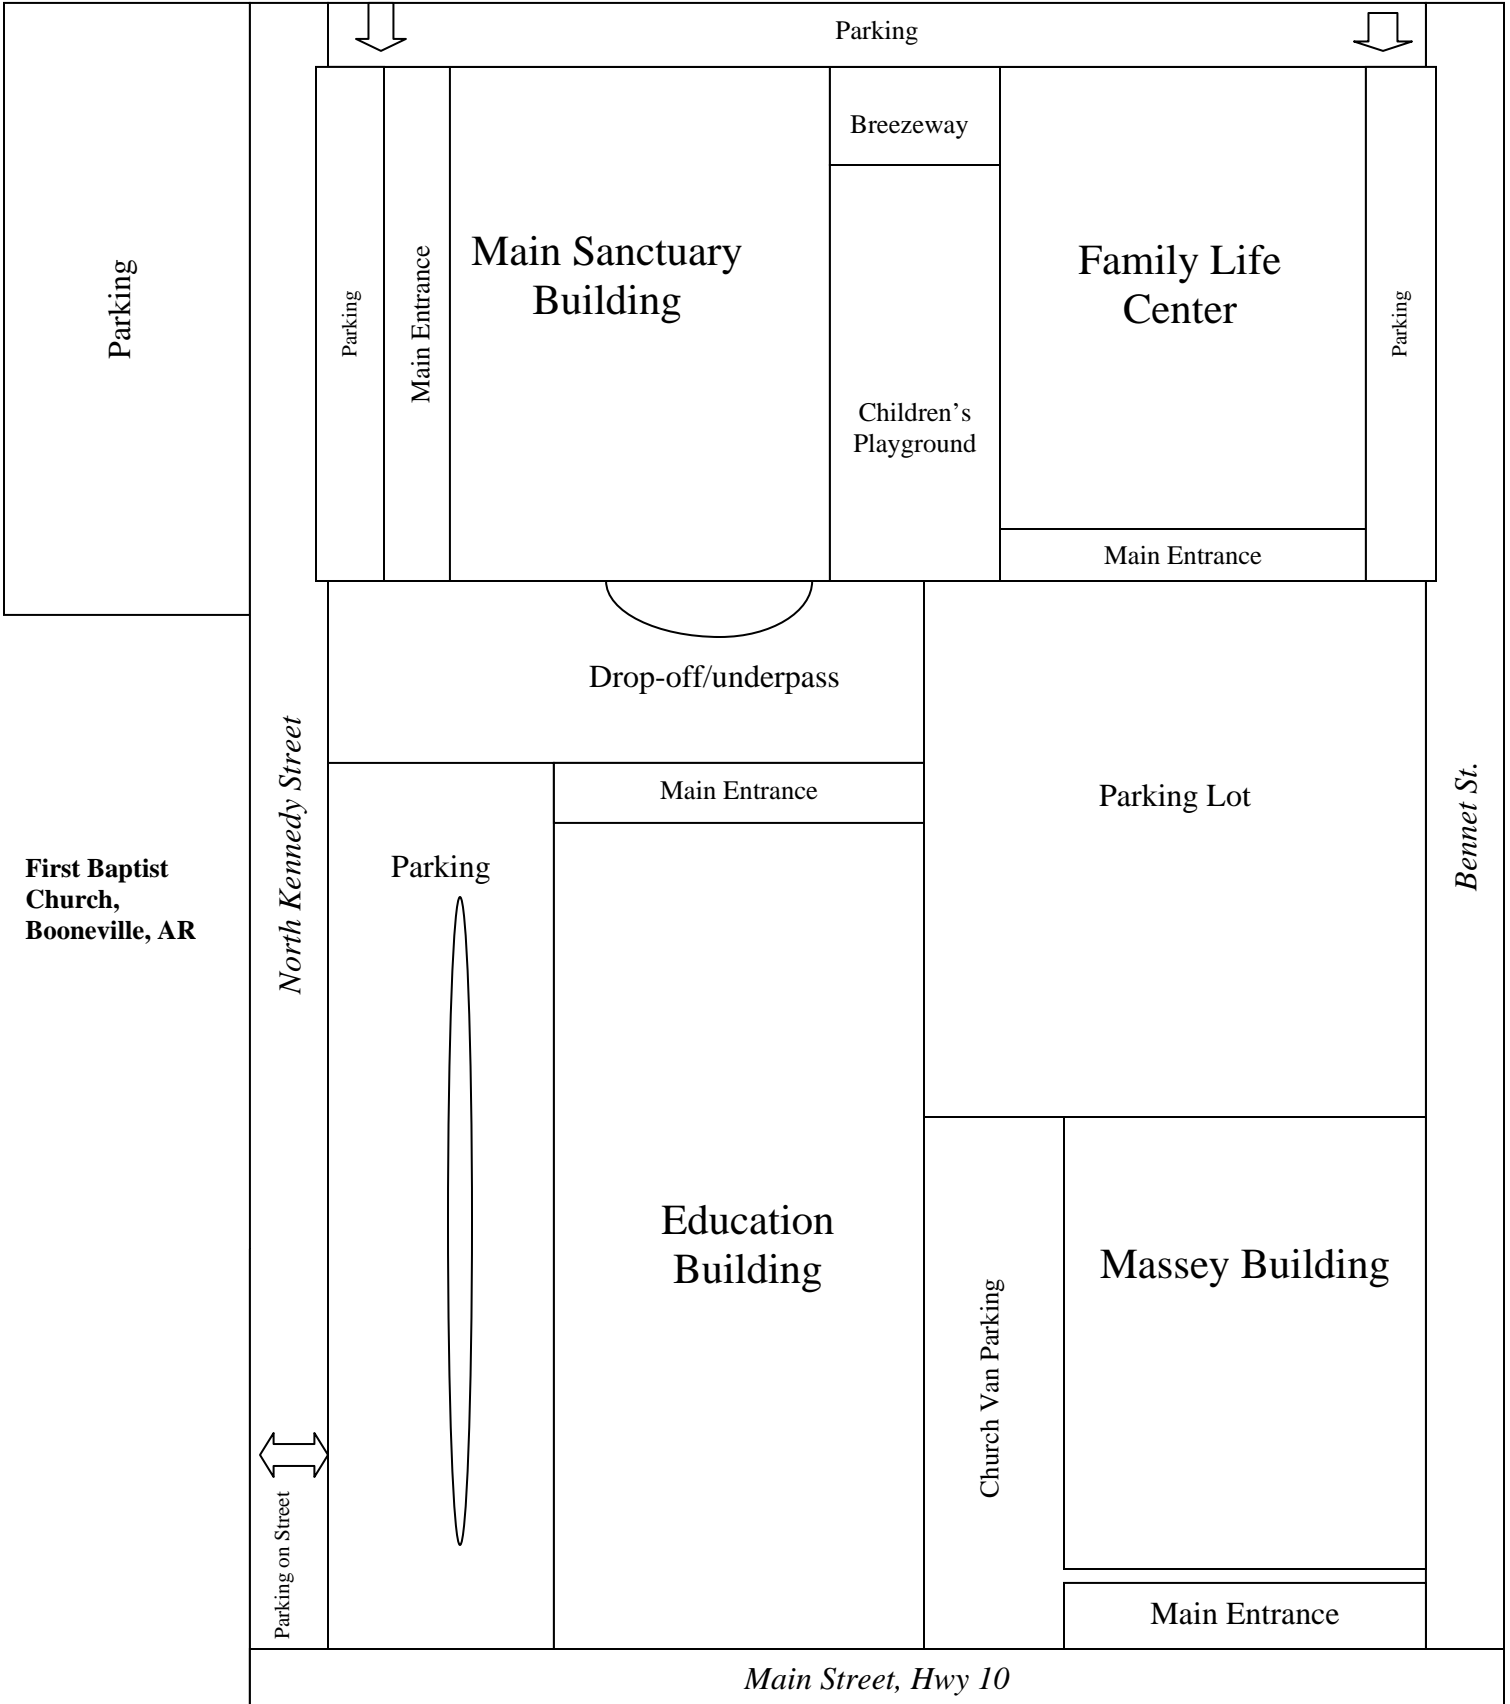 Parking
Breezeway
Main Sanctuary
Building
Family Life
Center
Parking
Parking
Main Entrance
Parking
Children's
Playground
Main Entrance
Drop-off/underpass
Main Entrance
Parking Lot
North Kennedy Street
Bennet St.
Parking
First Baptist
Church,
Booneville, AR
Education
Building
Massey Building
Church Van Parking
Parking on Street
Main Entrance
Main Street, Hwy 10